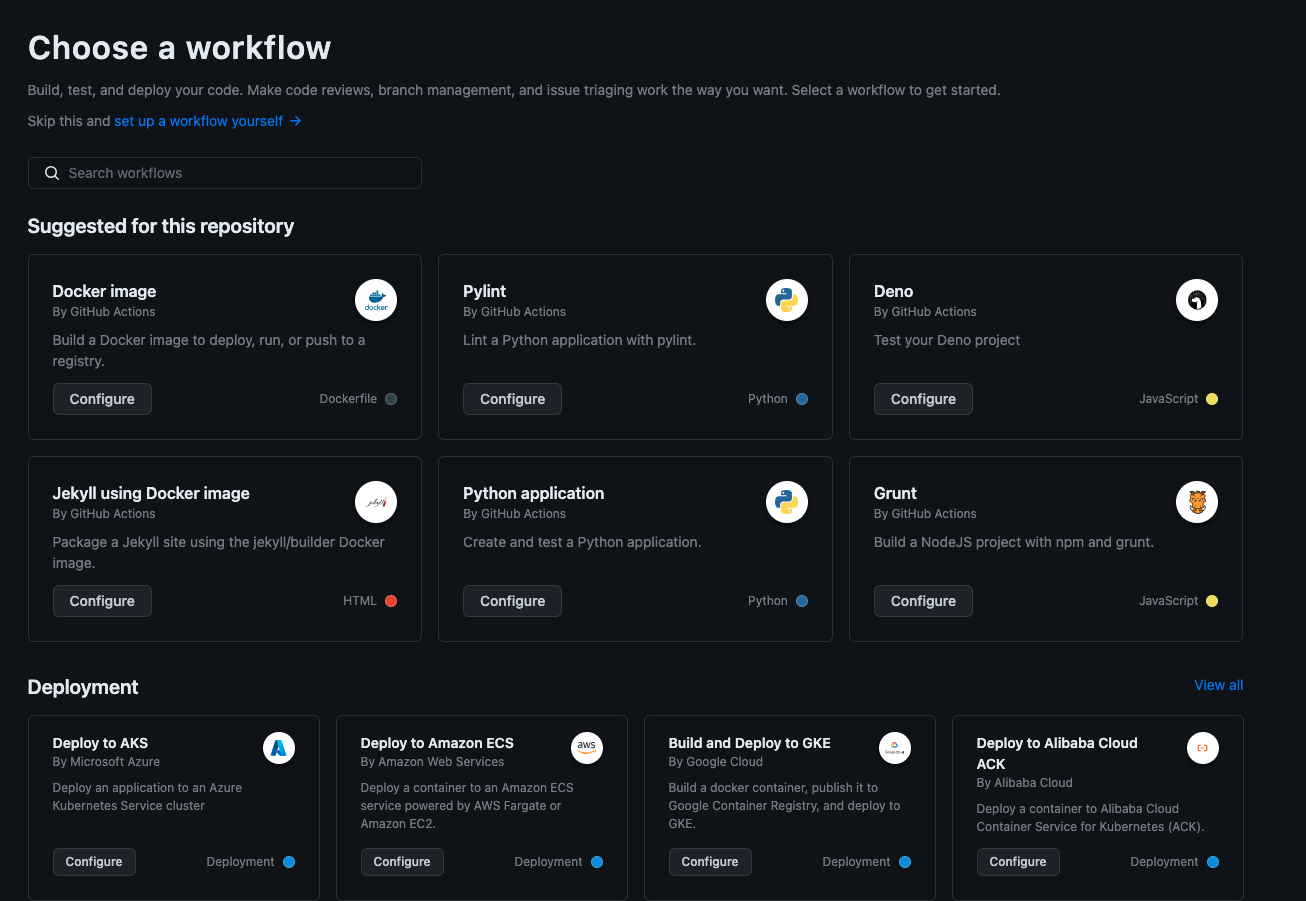 Choose a workflow
Build, test, and deploy your code. Make code reviews, branch management, and issue triaging work the way you want. Select a workflow to get started.
Skip this and set up a workflow yourself →
Search workflows
Suggested for this repository
Docker image
By GitHub Actions
docker
Build a Docker image to deploy, run, or push to a
registry.
Configure
Dockerfile
Pylint
By GitHub Actions
Lint a Python application with pylint.
Configure
Python
Deno
By GitHub Actions
Test your Deno project
Configure
JavaScript
Jekyll using Docker image
By GitHub Actions
jekyll
Package a Jekyll site using the jekyll/builder Docker
image.
Configure
HTML
Python application
By GitHub Actions
Create and test a Python application.
Configure
Python
Grunt
By GitHub Actions
Build a NodeJS project with npm and grunt.
Configure
JavaScript
Deployment
View all
Deploy to AKS
By Microsoft Azure
Deploy an application to an Azure
Kubernetes Service cluster
Configure
Deployment
Deploy to Amazon ECS
By Amazon Web Services
aws
Deploy a container to an Amazon ECS
service powered by AWS Fargate or
Amazon EC2.
Configure
Deployment
Build and Deploy to GKE
By Google Cloud
Google Cloud
Build a docker container, publish it to
Google Container Registry, and deploy to
GKE.
Configure
Deployment
Deploy to Alibaba Cloud
ACK
By Alibaba Cloud
Deploy a container to Alibaba Cloud
Container Service for Kubernetes (ACK).
Configure
Deployment